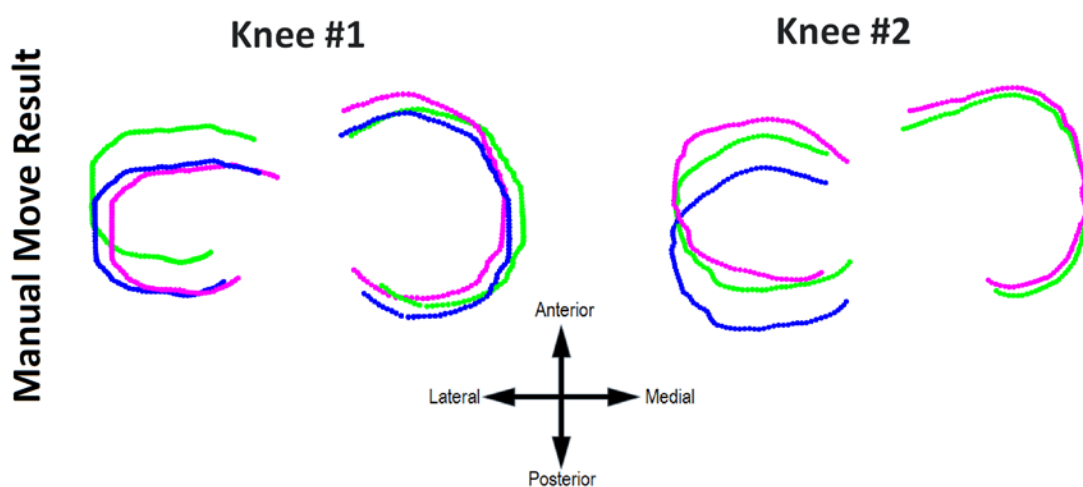 Knee #1
Knee #2
Manual Move Result
Anterior
Lateral
Medial
Posterior